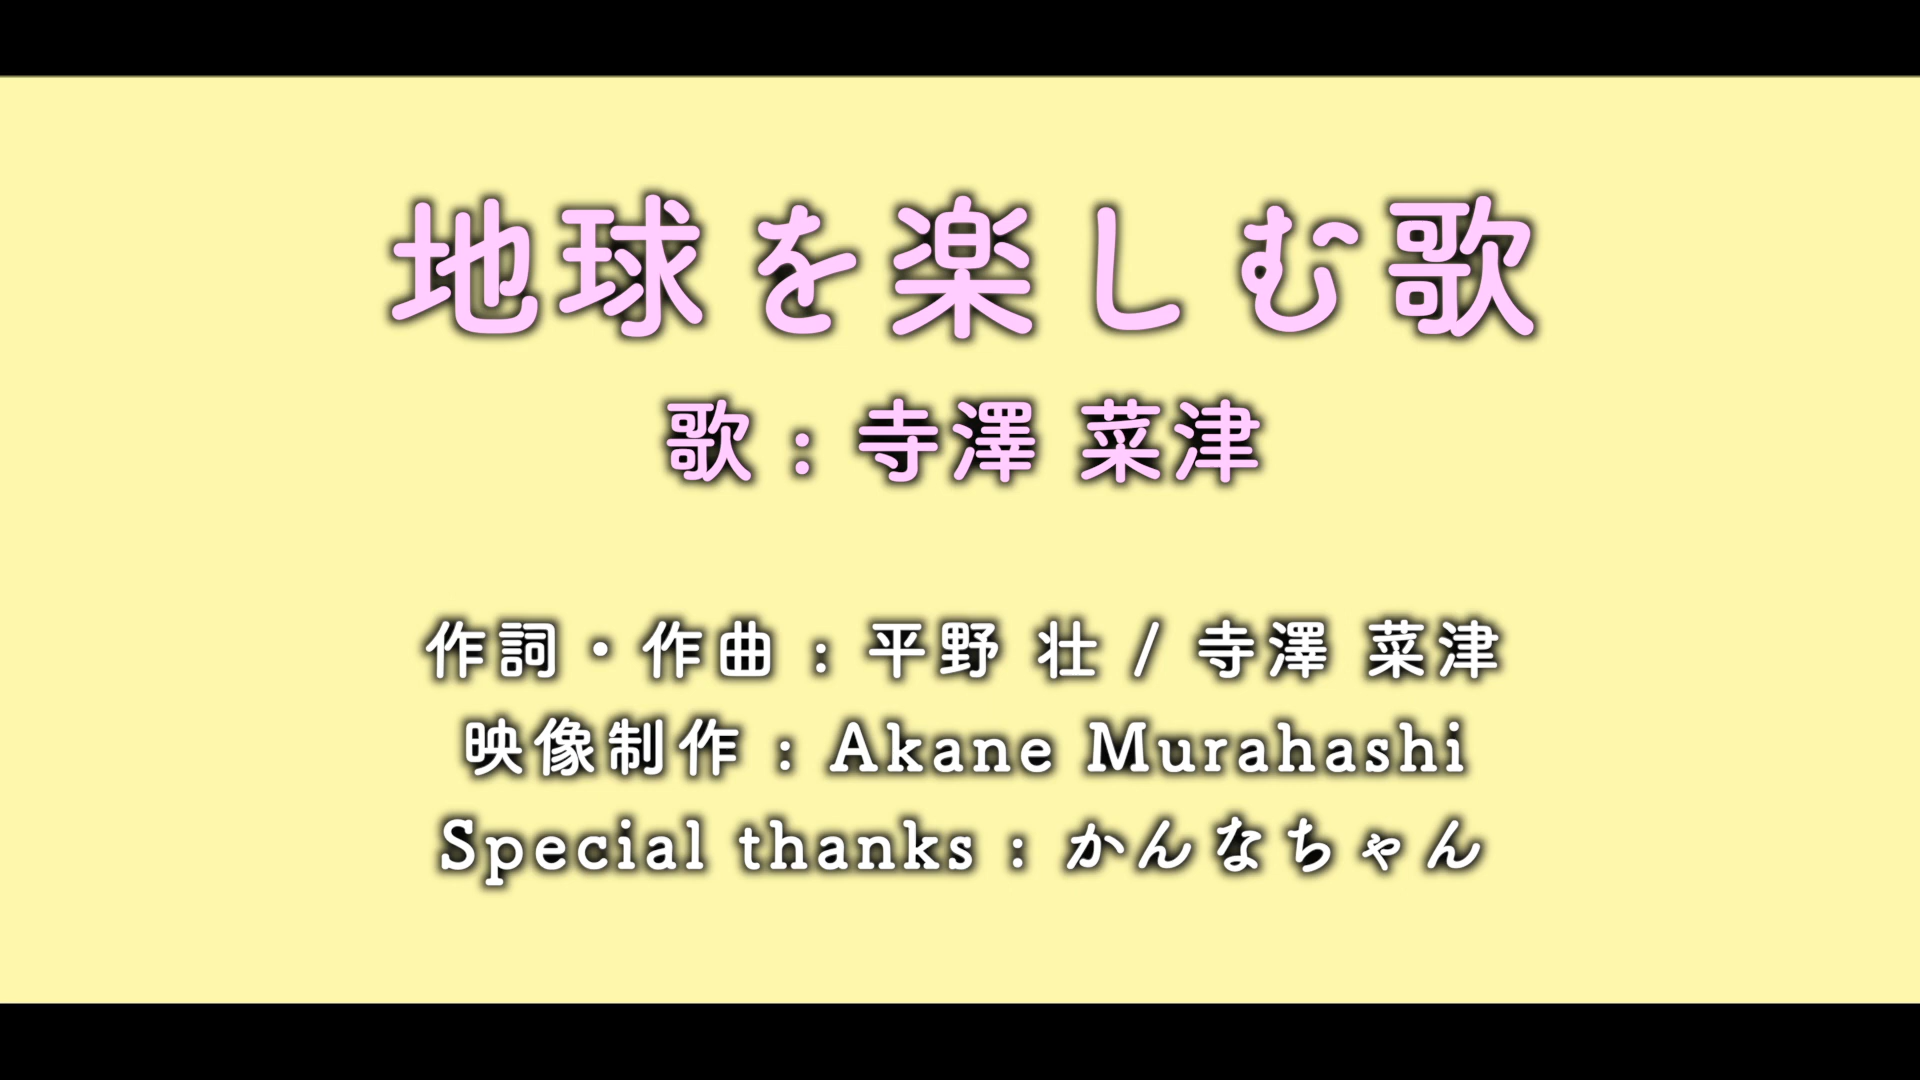 地球を楽しむ歌
歌：寺澤 菜津
作詞・作曲：平野 壮 / 寺澤 菜津
映像制作：Akane Murahashi
Special thanks：かんなちゃん